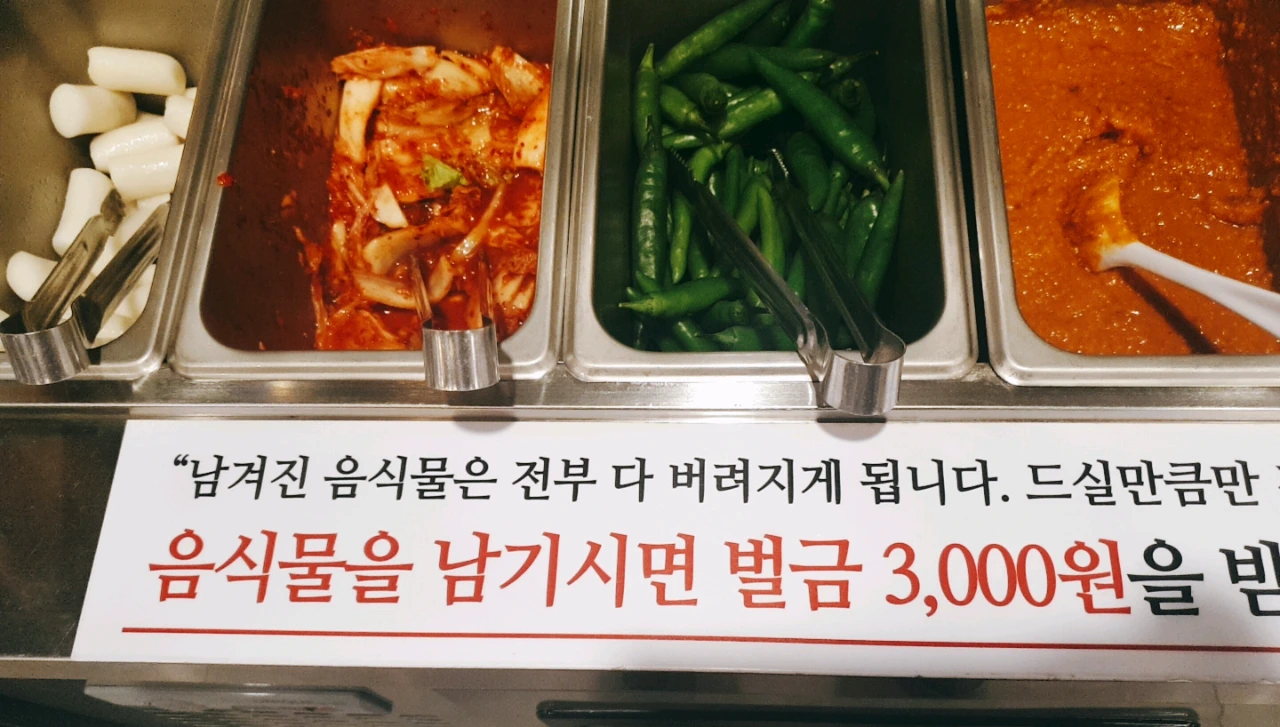 “남겨진 음식물은 전부 다 버려지게 됩니다. 드실만큼만
음식물을 남기시면 벌금 3,000원을